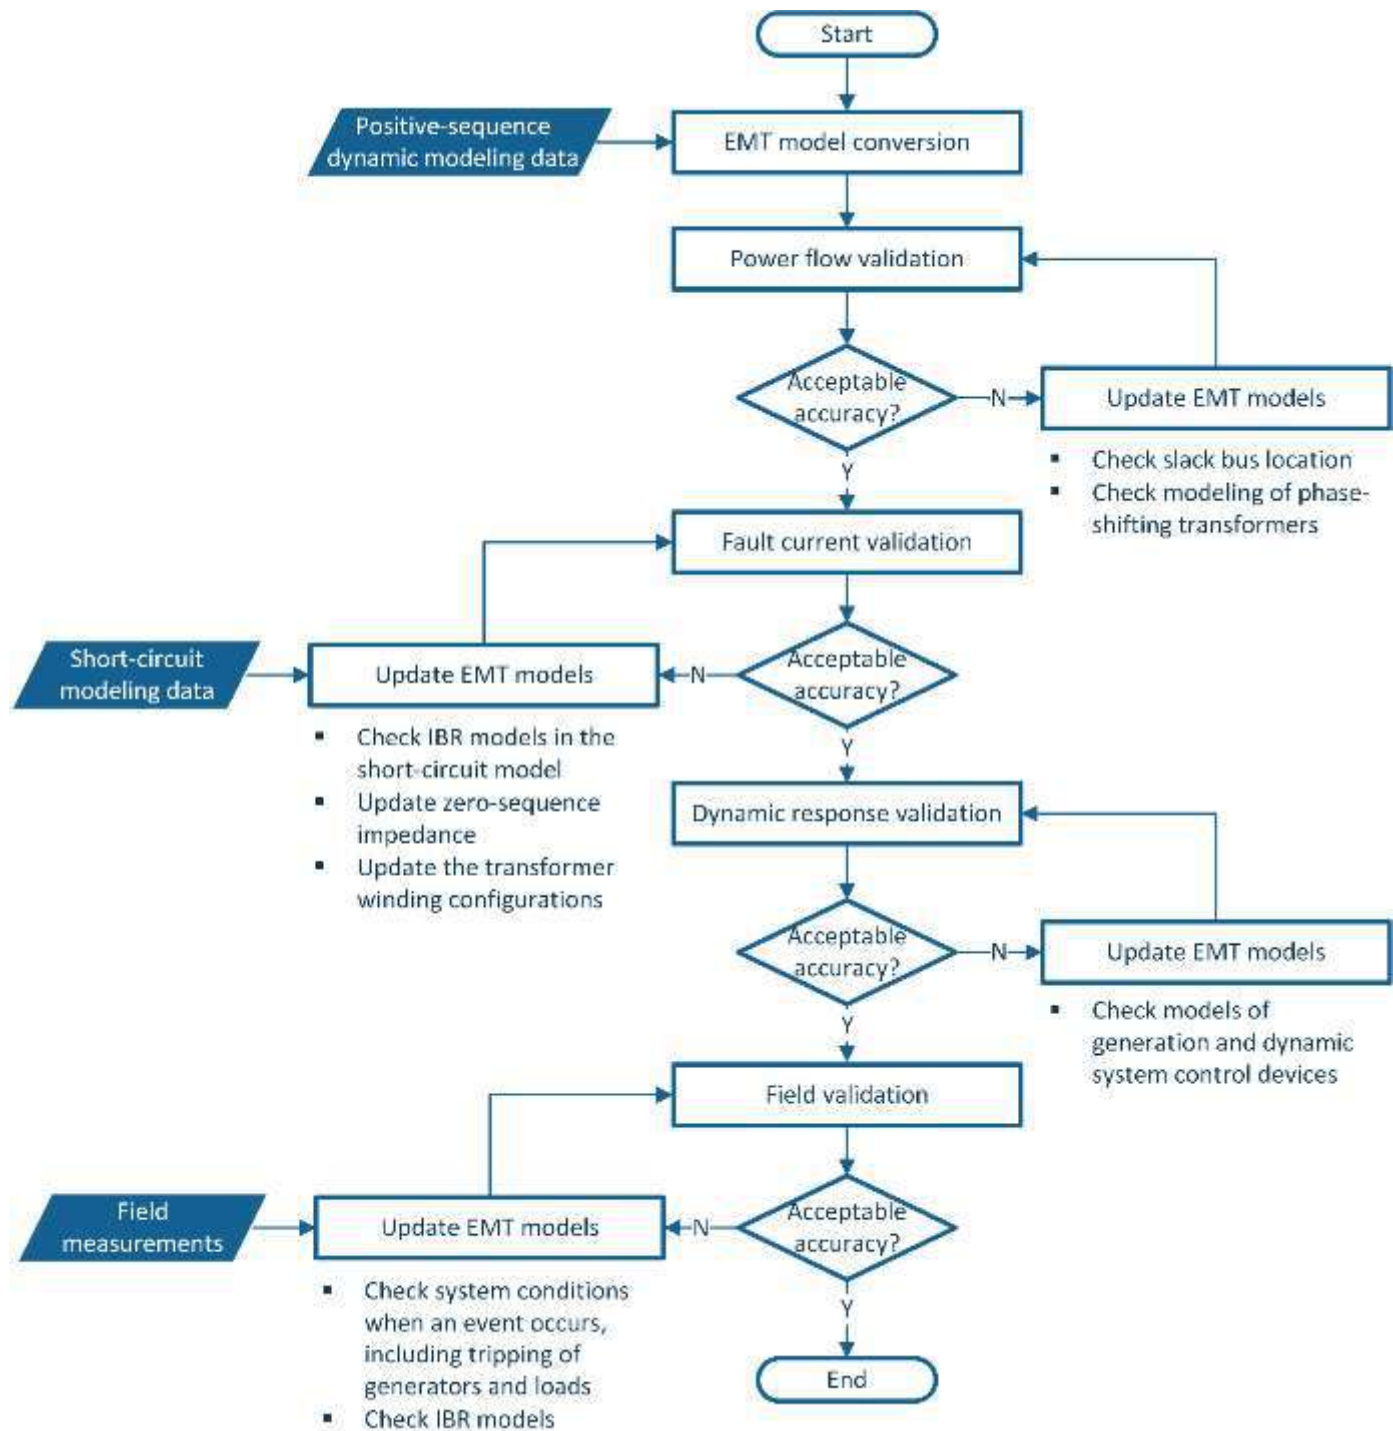 Start
Positive-sequence
dynamic modeling data
EMT model conversion
Power flow validation
Acceptable
accuracy?
N
Update EMT models
▪ Check slack bus location
▪ Check modeling of phase-
shifting transformers
Y
Fault current validation
Short-circuit
modeling data
Update EMT models
N
Acceptable
accuracy?
▪ Check IBR models in the
short-circuit model
▪ Update zero-sequence
impedance
▪ Update the transformer
winding configurations
Y
Dynamic response validation
Acceptable
accuracy?
N
Update EMT models
▪ Check models of
generation and dynamic
system control devices
Y
Field validation
Field
measurements
Update EMT models
N
Acceptable
accuracy?
▪ Check system conditions
when an event occurs,
including tripping of
generators and loads
▪ Check IBR models
Y
End